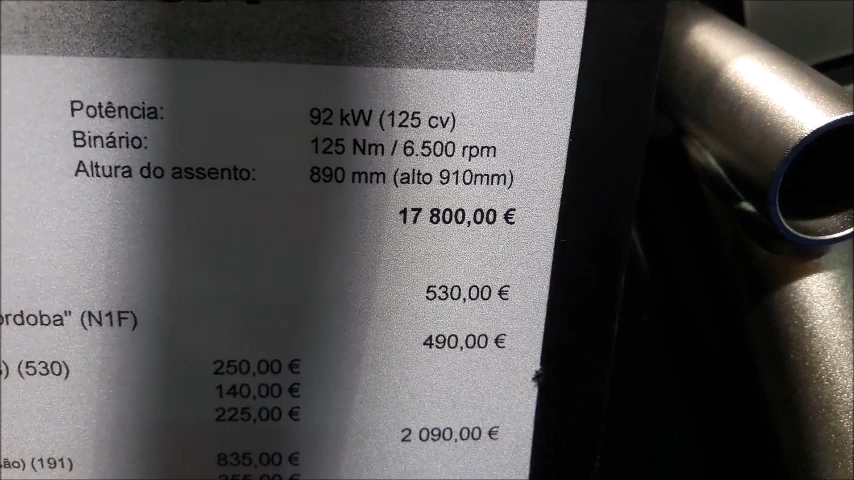 Potência: 92 kW (125 cv)
Binário: 125 Nm / 6.500 rpm
Altura do assento: 890 mm (alto 910mm)
17 800,00 €
530,00 €
ordoba" (N1F)
490,00 €
) (530) 250,00 €
140,00 €
225,00 €
2 090,00 €
são) (191) 835,00 €